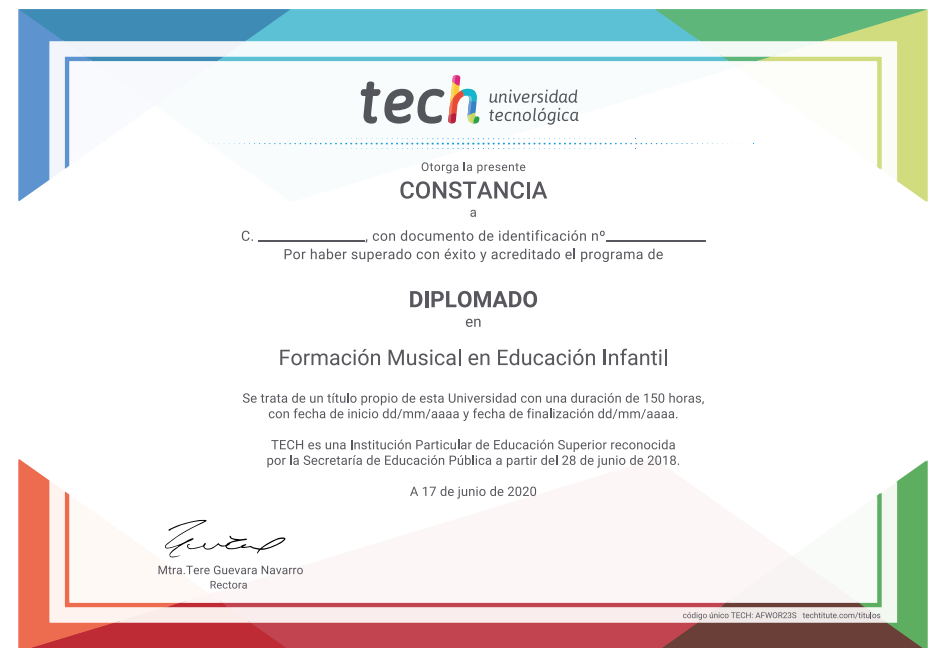 tech universidad
tecnológica
Otorga la presente
CONSTANCIA
a
C. ______________, con documento de identificación nº______________
Por haber superado con éxito y acreditado el programa de
DIPLOMADO
en
Formación Musical en Educación Infantil
Se trata de un título propio de esta Universidad con una duración de 150 horas,
con fecha de inicio dd/mm/aaaa y fecha de finalización dd/mm/aaaa.
TECH es una Institución Particular de Educación Superior reconocida
por la Secretaría de Educación Pública a partir del 28 de junio de 2018.
A 17 de junio de 2020
Mtra.Tere Guevara Navarro
Rectora
código único TECH: AFWOR23S techtitute.com/titulos